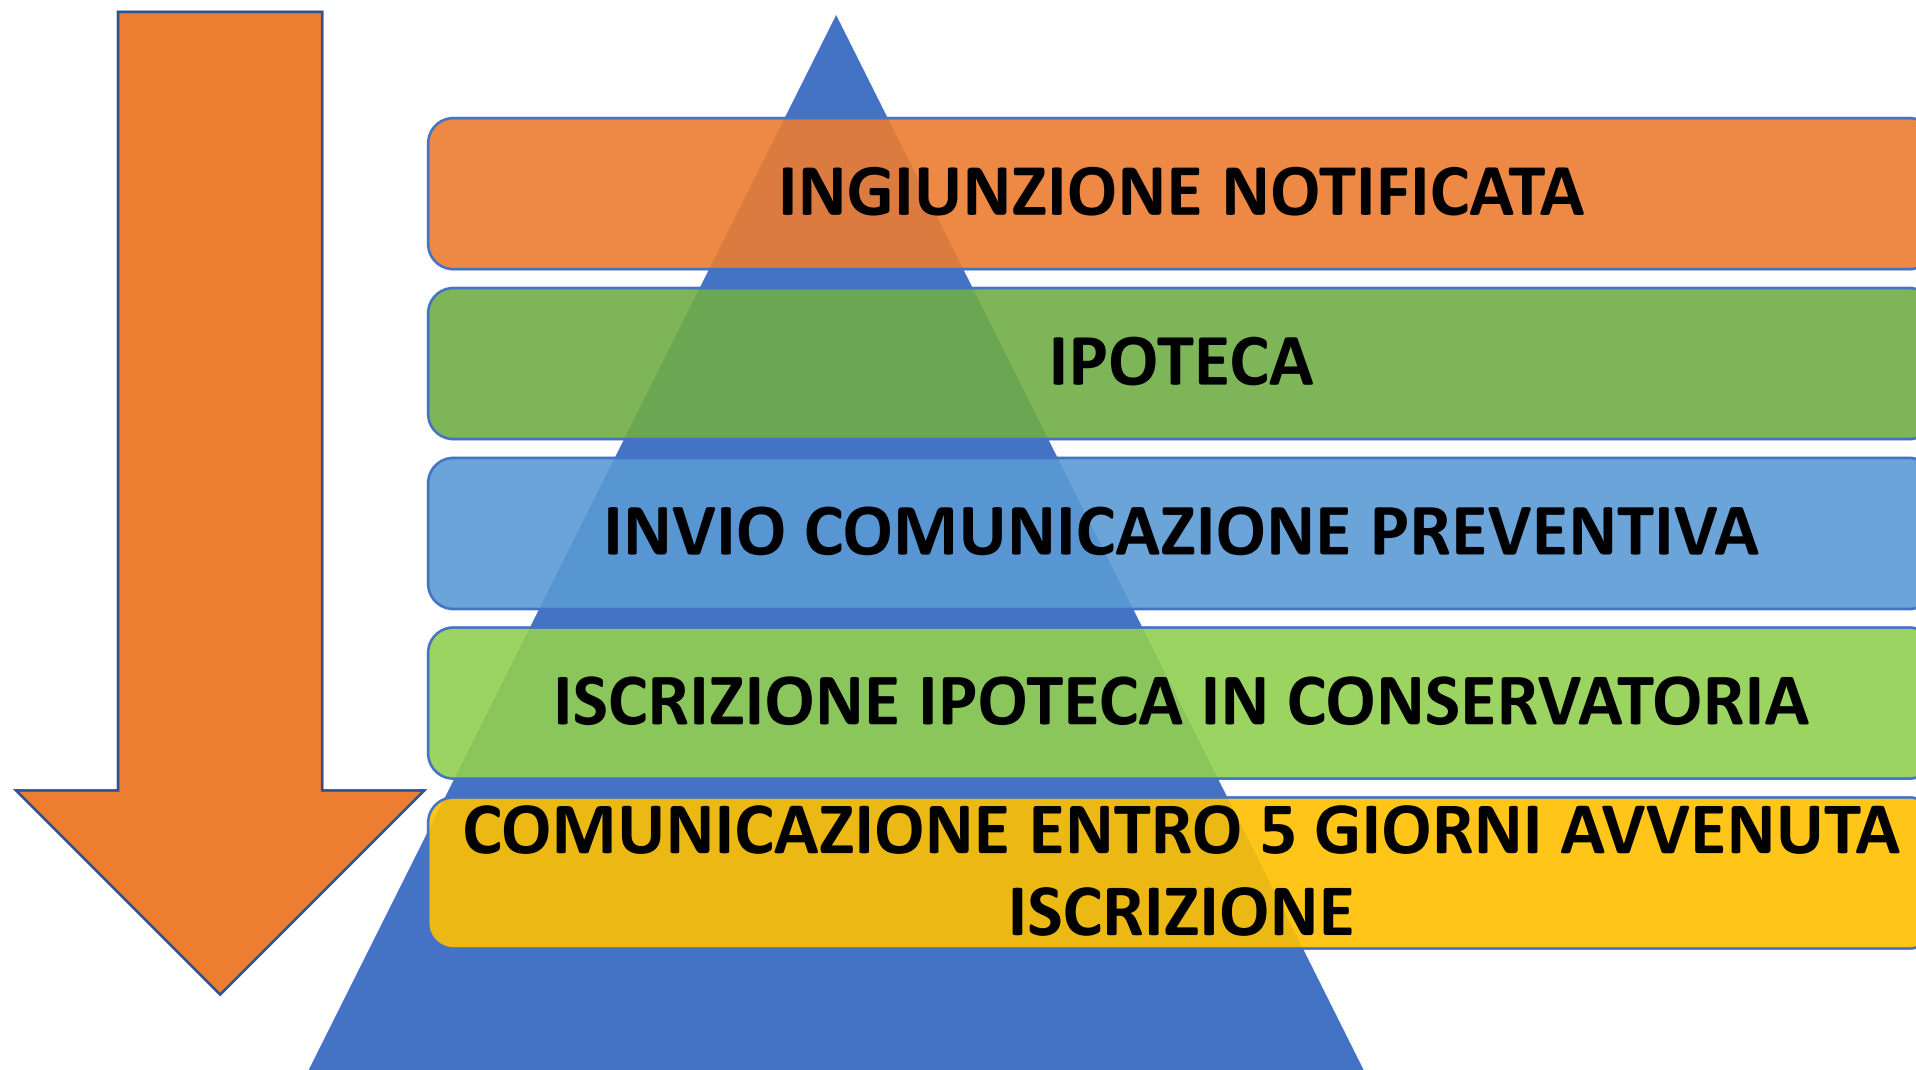 INGIUNZIONE NOTIFICATA
IPOTECA
INVIO COMUNICAZIONE PREVENTIVA
ISCRIZIONE IPOTECA IN CONSERVATORIA
COMUNICAZIONE ENTRO 5 GIORNI AVVENUTA
ISCRIZIONE